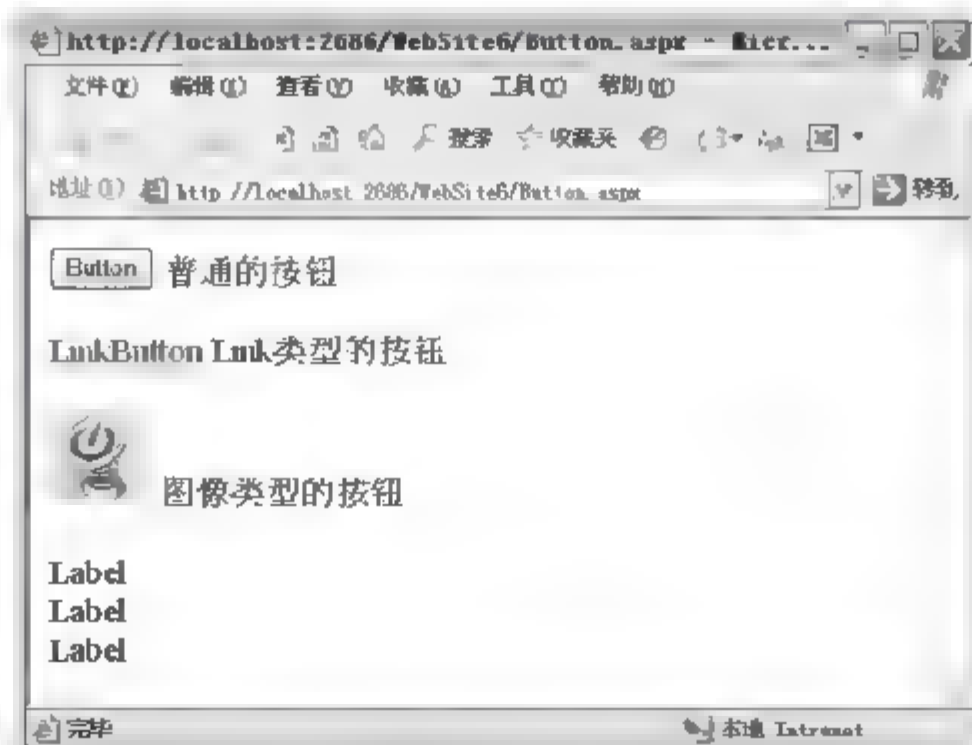 http://localhost:2686/WebSite6/Button.aspx - Micr...
文件(F) 编辑(E) 查看(V) 收藏(A) 工具(T) 帮助(H)
搜索 收藏夹
地址(D) http://localhost:2686/WebSite6/Button.aspx 转到
Button 普通的按钮
LinkButton Link类型的按钮
图像类型的按钮
Label
Label
Label
完毕 本地 Intranet